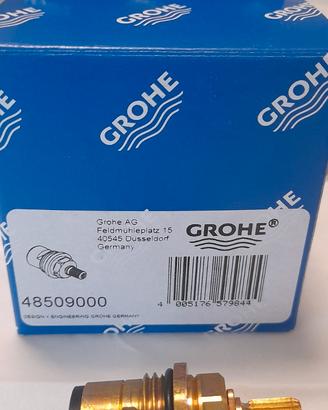 GROHE
GROHE
GROHE
GROHE
Grohe AG
Feldmühleplatz 15
40545 Düsseldorf
Germany
GROHE®
48509000
4 005176 579844
DESIGN + ENGINEERING GROHE GERMANY